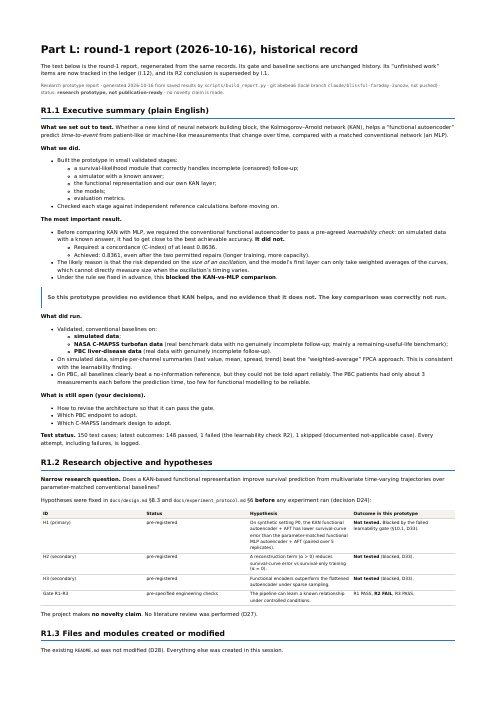 Part L: round-1 report (2026-10-16), historical record
The text below is the round-1 report, regenerated from the same records. Its gate and baseline sections are unchanged history. Its "unfinished work"
items are now tracked in the ledger (I.12), and its R2 conclusion is superseded by I.1.
Research prototype report · generated 2026-10-16 from saved results by scripts/build_report.py · git
status: research prototype, not publication-ready · no novelty claim is made.
R1.1 Executive summary (plain English)
What we set out to test. Whether a new kind of neural network building block, the Kolmogorov–Arnold network (KAN), helps a "functional autoencoder"
predict time-to-event from patient-like or machine-like measurements that change over time, compared with a matched conventional network (an MLP).
What we did.
• Built the prototype in small validated stages:
a survival-likelihood module that correctly handles incomplete (censored) follow-up;
a simulator with a known answer;
the functional representation and our own KAN layer;
the models;
evaluation metrics.
• Checked each stage against independent reference calculations before moving on.
The most important result.
• Before comparing KAN with MLP, we required the conventional functional autoencoder to pass a pre-agreed learnability check: on simulated data
with a known answer, it had to get close to the best achievable accuracy. It did not.
Required: a concordance (C-index) of at least 0.8636.
Achieved: 0.8361, even after the two permitted repairs (longer training, more capacity).
• The likely reason is that the risk depended on the size of an oscillation, and the model's first layer can only take weighted averages of the curves,
which cannot directly measure size when the oscillation's timing varies.
• Under the rule we fixed in advance, this blocked the KAN-vs-MLP comparison.
So this prototype provides no evidence that KAN helps, and no evidence that it does not. The key comparison was correctly not run.
What did run.
• Validated, conventional baselines on:
simulated data;
NASA C-MAPSS turbofan data (real benchmark data with no genuinely incomplete follow-up; mainly a remaining-useful-life benchmark);
PBC liver-disease data (real data with genuinely incomplete follow-up).
• On simulated data, simple per-channel summaries (last value, mean, spread, trend) beat the "weighted-average" FPCA approach. This is consistent
with the learnability finding.
• On PBC, all baselines clearly beat a no-information reference, but they could not be told apart reliably. The PBC patients had only about 3
measurements each before the prediction time, too few for functional modelling to be reliable.
What is still open (your decisions).
• How to revise the architecture so that it can pass the gate.
• Which PBC endpoint to adopt.
• Which C-MAPSS landmark design to adopt.
Test status. 150 test cases; latest outcomes: 148 passed, 1 failed (the learnability check R2), 1 skipped (documented not-applicable case). Every
attempt, including failures, is logged.
R1.2 Research objective and hypotheses
Narrow research question. Does a KAN-based functional representation improve survival prediction from multivariate time-varying trajectories over
parameter-matched conventional baselines?
Hypotheses were fixed in docs/design.md §8.3 and docs/experiment_protocol.md §6 before any experiment ran (decision D24):
ID Status Hypothesis Outcome in this prototype
H1 (primary) pre-registered On synthetic setting P0, the KAN functional Not tested. Blocked by the failed
autoencoder + AFT has lower survival-curve learnability gate (§10.1, D33).
error than the parameter-matched functional
MLP autoencoder + AFT (paired over 5
replicates).
H2 (secondary) pre-registered A reconstruction term (α > 0) reduces Not tested (blocked, D33).
survival-curve error vs survival-only training
(α = 0).
H3 (secondary) pre-registered Functional encoders outperform the flattened Not tested (blocked, D33).
autoencoder under sparse sampling.
Gate R1–R3 pre-specified engineering checks The pipeline can learn a known relationship R1 PASS, R2 FAIL, R3 PASS.
under controlled conditions.
The project makes no novelty claim. No literature review was performed (D27).
R1.3 Files and modules created or modified
The existing README.md was not modified (D28). Everything else was created in this session.